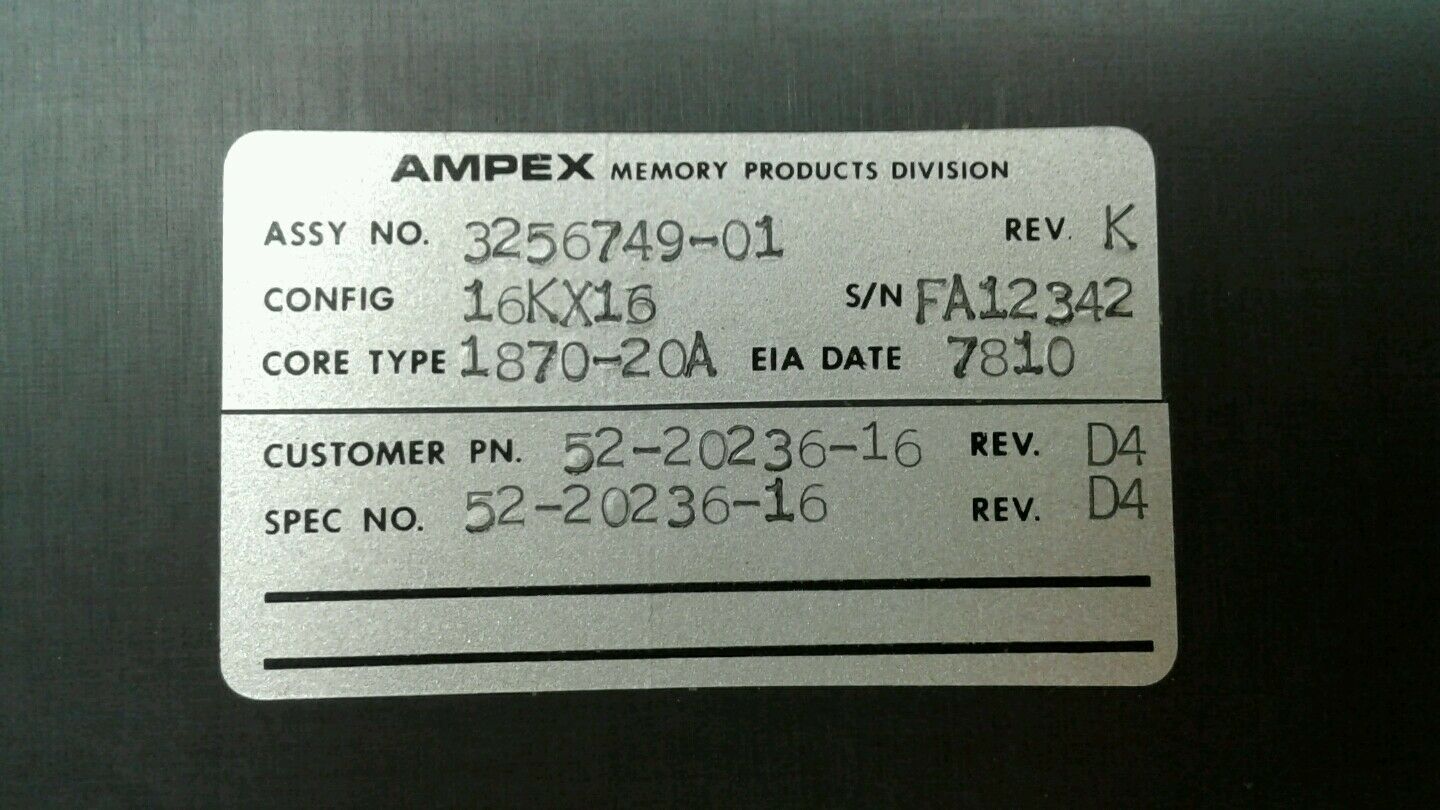 AMPEX MEMORY PRODUCTS DIVISION
ASSY NO. 3256749-01 REV. K
CONFIG 16KX16 S/N FA12342
CORE TYPE 1870-20A EIA DATE 7810
CUSTOMER PN. 52-20236-16 REV. D4
SPEC NO. 52-20236-16 REV. D4